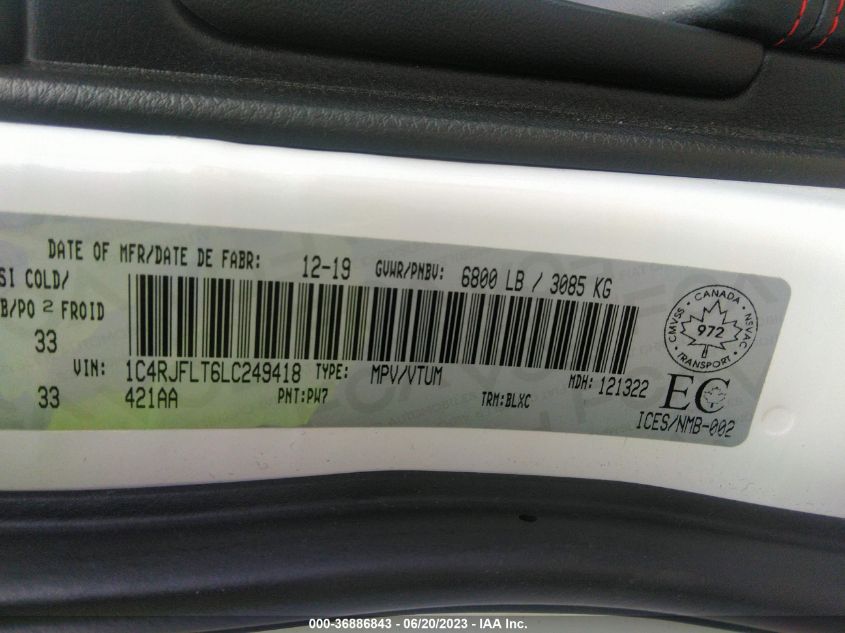 DATE OF MFR/DATE DE FABR: 12-19 GVWR/PNBV: 6800 LB / 3085 KG
SI COLD/
B/PO 2 FROID
33
VIN: 1C4RJFLT6LC249418 TYPE: MPV/VTUM MDH: 121322
33 421AA PNT:PW7 TRM:BLXC
CANADA
CMVSS 972 NSVAC
TRANSPORT
EC
ICES/NMB-002
000-36886843 - 06/20/2023 - IAA Inc.